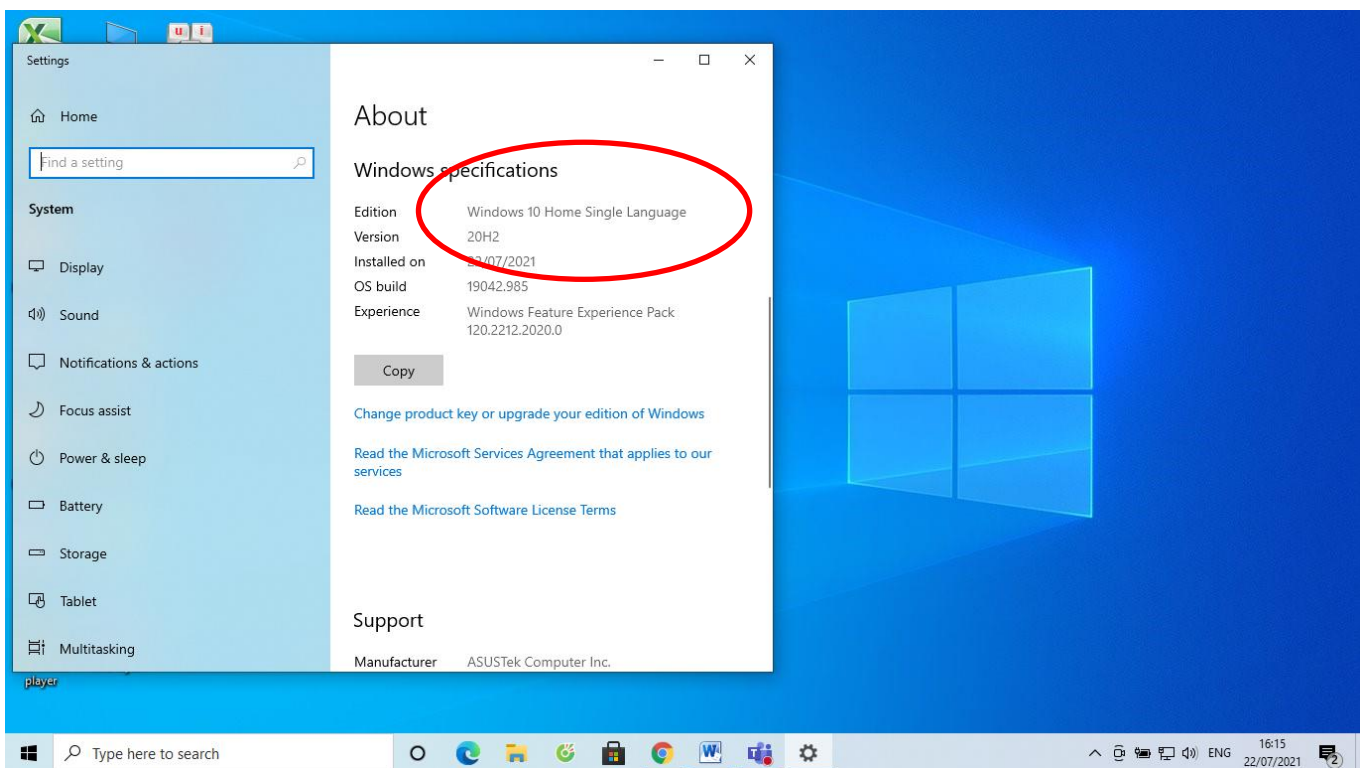 u i
Settings
Home
Find a setting
System
Display
Sound
Notifications & actions
Focus assist
Power & sleep
Battery
Storage
Tablet
Multitasking
About
Windows specifications
Edition Windows 10 Home Single Language
Version 20H2
Installed on 22/07/2021
OS build 19042.985
Experience Windows Feature Experience Pack
120.2212.2020.0
Copy
Change product key or upgrade your edition of Windows
Read the Microsoft Services Agreement that applies to our
services
Read the Microsoft Software License Terms
Support
Manufacturer ASUSTek Computer Inc.
player
Type here to search
ENG
16:15
22/07/2021
2